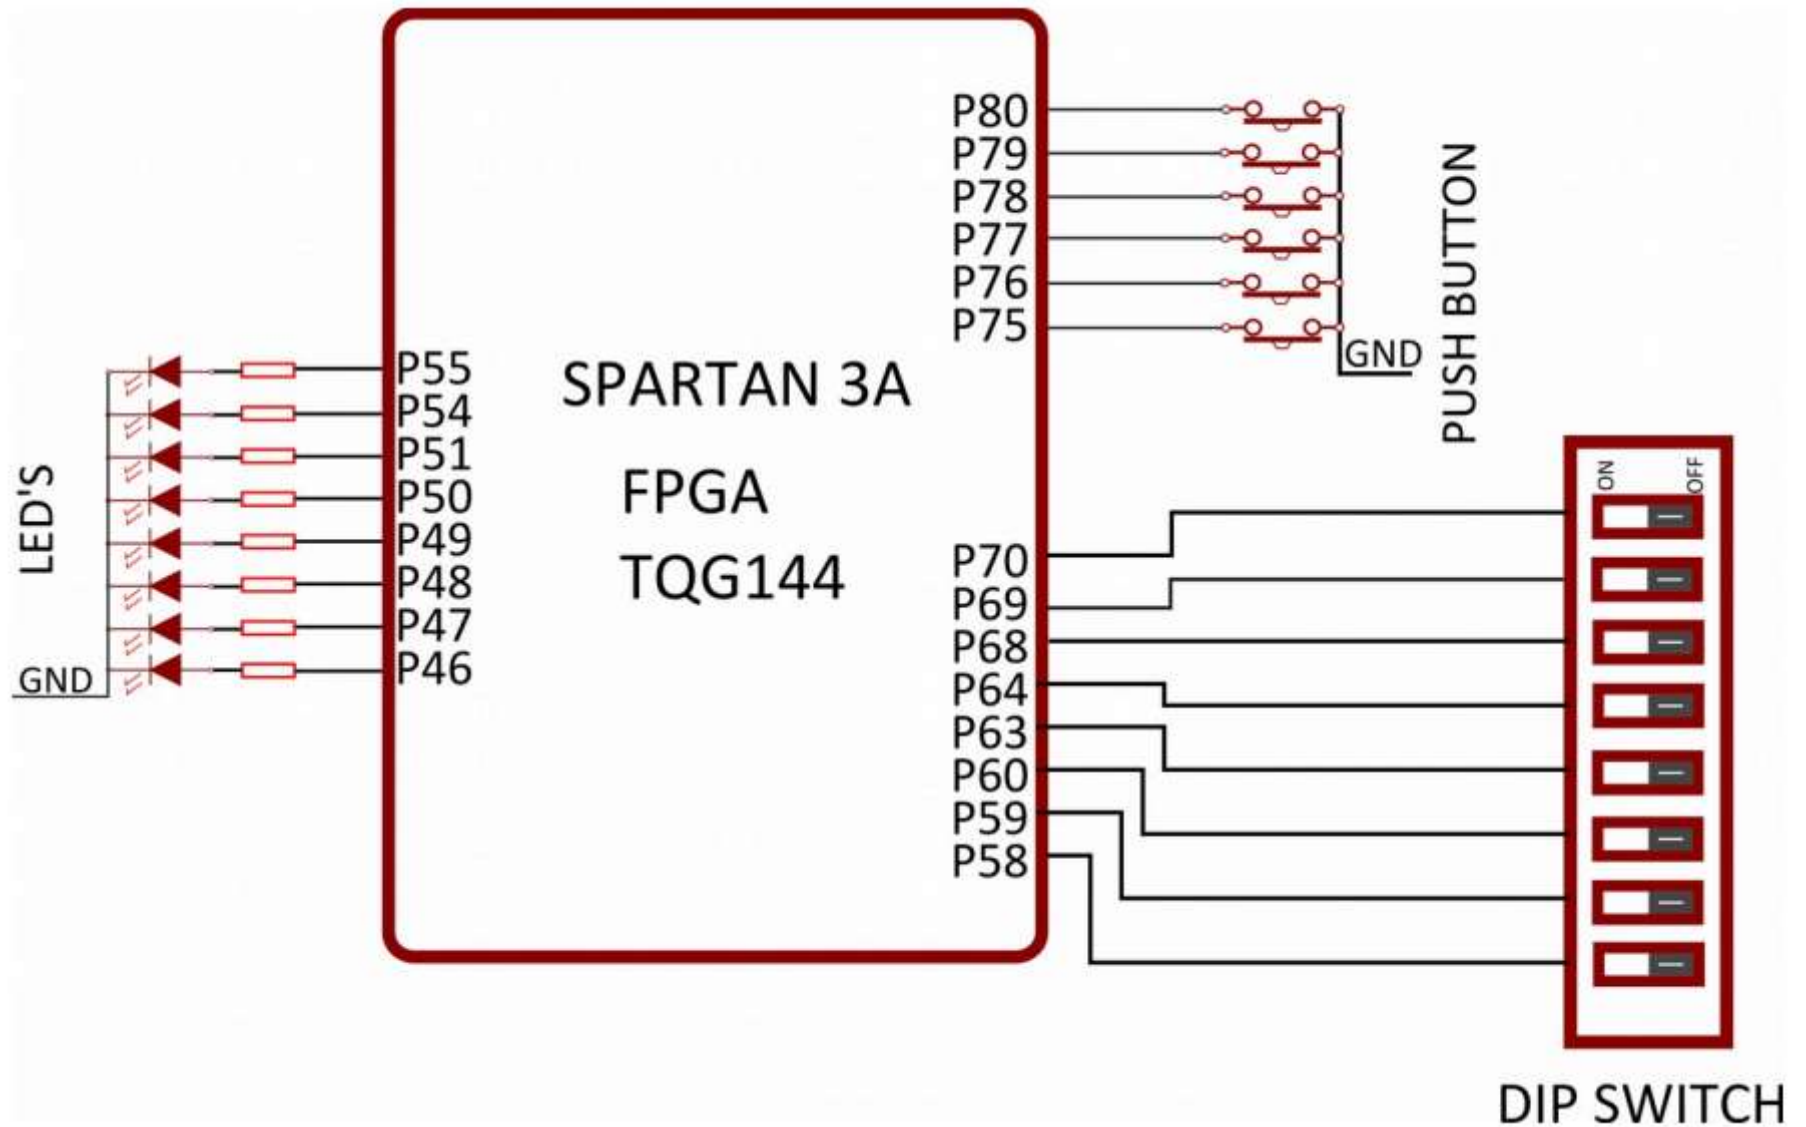 P80
P79
P78
P77
P76
P75
GND
PUSH BUTTON
P55
P54
P51
P50
P49
P48
P47
P46
LED'S
GND
SPARTAN 3A
FPGA
TQG144
P70
P69
P68
P64
P63
P60
P59
P58
ON
OFF
DIP SWITCH